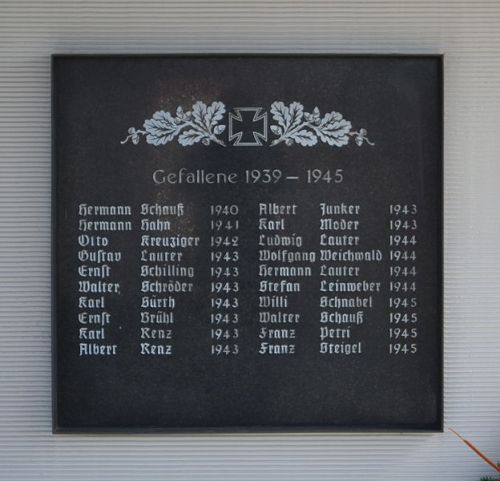 Gefallene 1939 – 1945
Hermann Schauß 1940 Albert Junker 1943
Hermann Hahn 1941 Karl Moder 1943
Otto Kreuziger 1942 Ludwig Lauter 1944
Gustav Lauter 1943 Wolfgang Weichwald 1944
Ernst Schilling 1943 Hermann Lauter 1944
Walter Schröder 1943 Stefan Leinweber 1944
Karl Fürth 1943 Willi Schnabel 1945
Ernst Brühl 1943 Walter Schauß 1945
Karl Renz 1943 Franz Petri 1945
Albert Renz 1943 Franz Steigel 1945